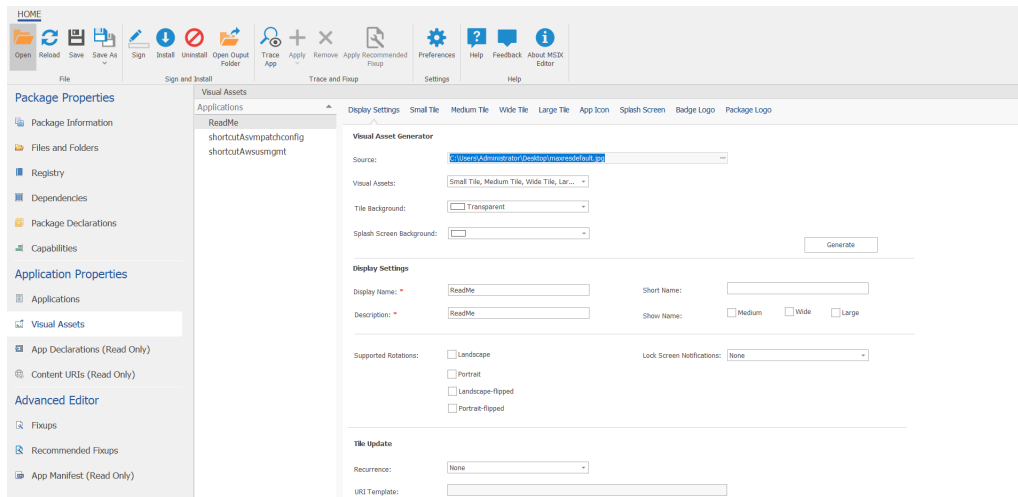 HOME
Open Reload Save Save As Sign Install Uninstall Open Ouput Folder Trace App Apply Remove Apply Recommended Fixup Preferences Help Feedback About MSIX Editor
File Sign and Install Trace and Fixup Settings Help
Package Properties
Package Information
Files and Folders
Registry
Dependencies
Package Declarations
Capabilities
Application Properties
Applications
Visual Assets
App Declarations (Read Only)
Content URIs (Read Only)
Advanced Editor
Fixups
Recommended Fixups
App Manifest (Read Only)
Visual Assets
Applications
ReadMe
shortcutAsvmpatchconfig
shortcutAwsusmgmt
Display Settings Small Tile Medium Tile Wide Tile Large Tile App Icon Splash Screen Badge Logo Package Logo
Visual Asset Generator
Source: C:\Users\Administrator\Desktop\maxresdefault.jpg
Visual Assets: Small Tile, Medium Tile, Wide Tile, Lar...
Tile Background: Transparent
Splash Screen Background:
Generate
Display Settings
Display Name: * ReadMe Short Name:
Description: * ReadMe Show Name: Medium Wide Large
Supported Rotations: Landscape Lock Screen Notifications: None
Portrait
Landscape-flipped
Portrait-flipped
Tile Update
Recurrence: None
URI Template: